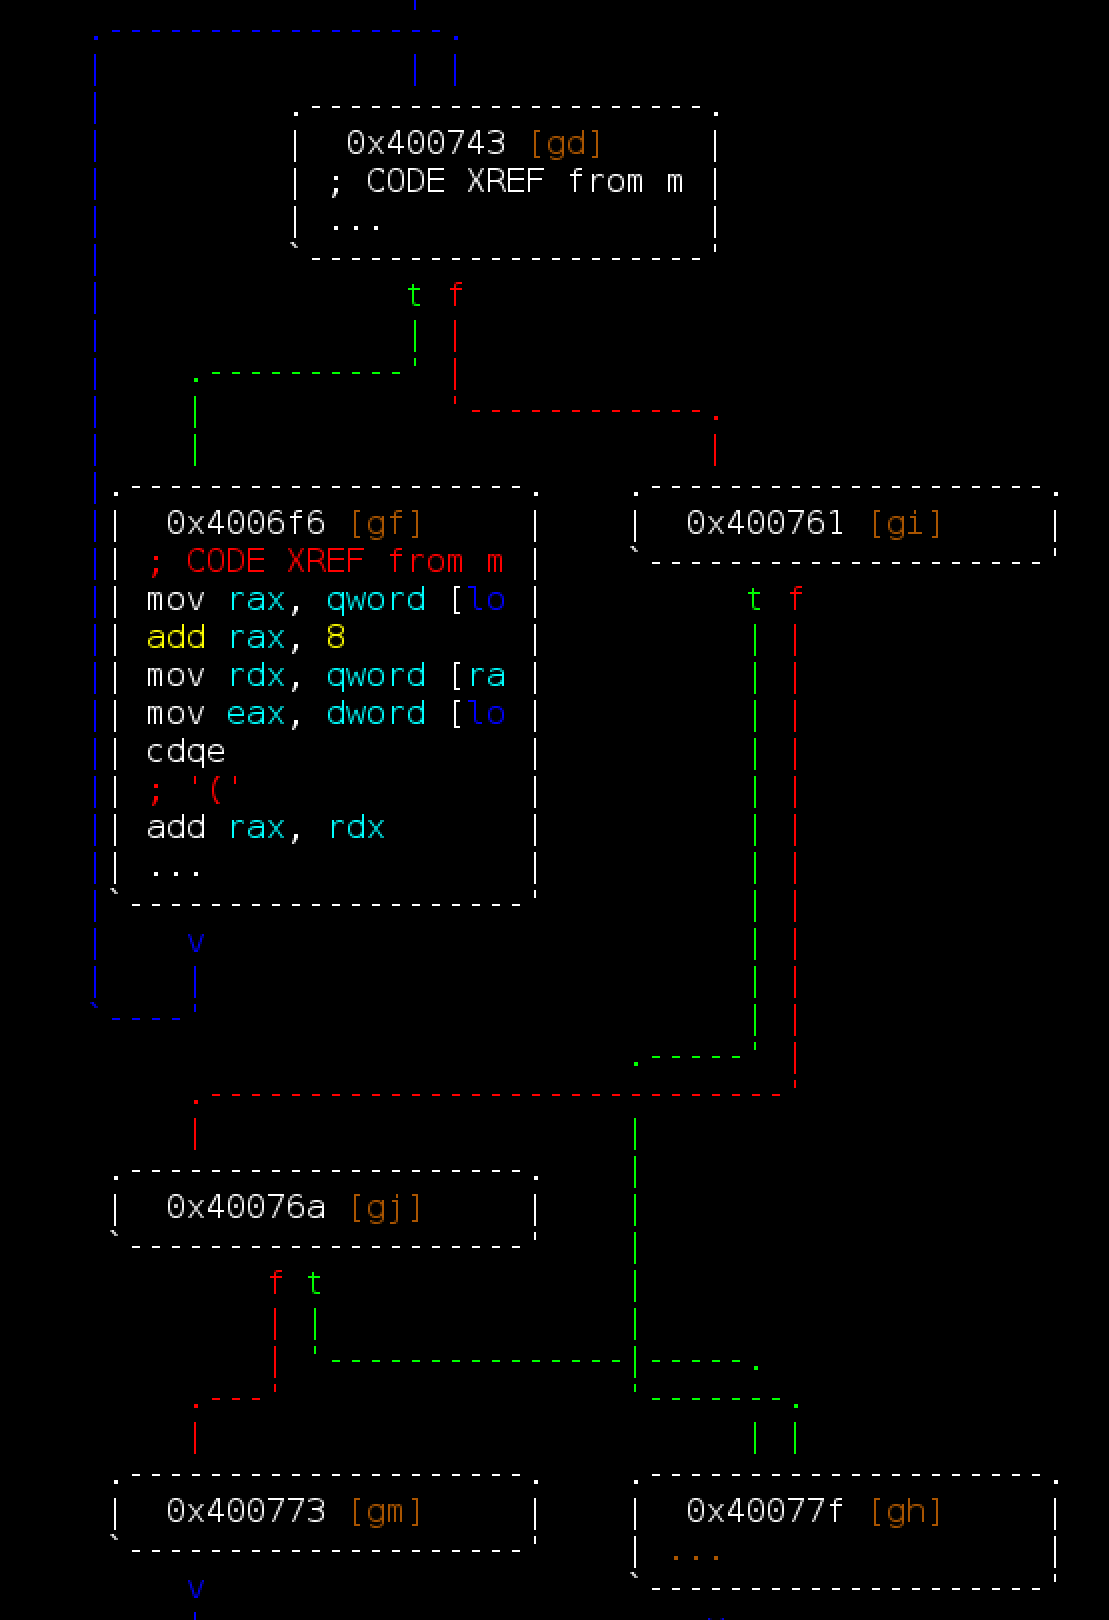 0x400743 [gd]
; CODE XREF from m
...
t f
0x4006f6 [gf]
; CODE XREF from m
mov rax, qword [lo
add rax, 8
mov rdx, qword [ra
mov eax, dword [lo
cdqe
; '('
add rax, rdx
...
v
0x400761 [gi]
t f
0x40076a [gj]
f t
0x400773 [gm]
v
0x40077f [gh]
...